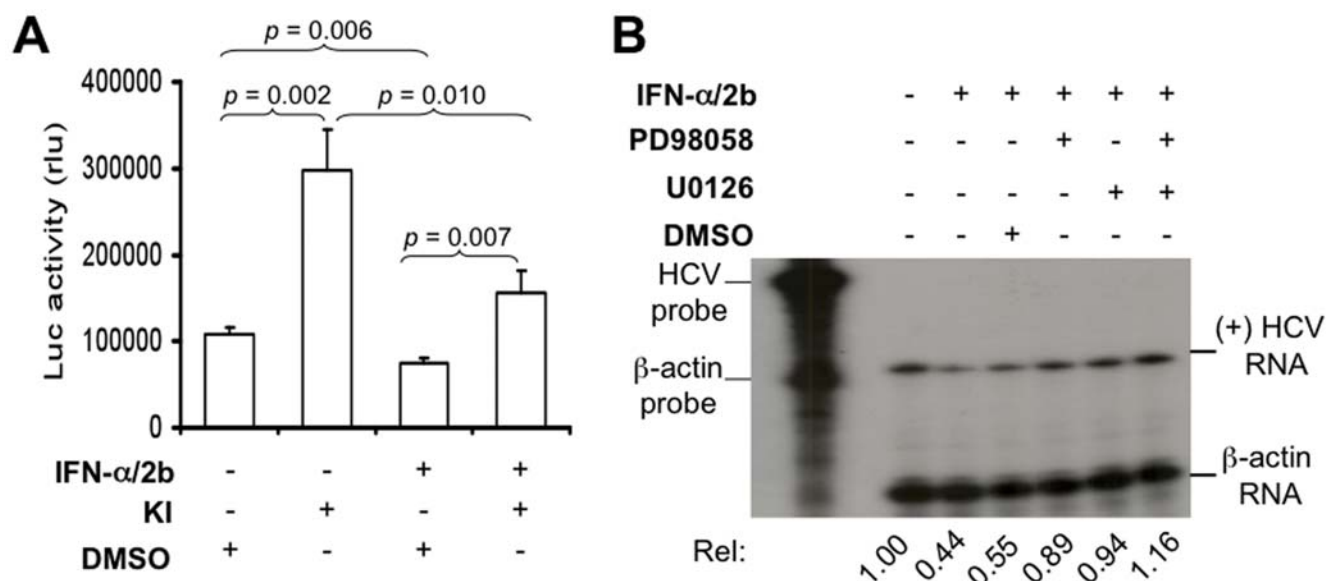 A
p = 0.006
400000
p = 0.002
p = 0.010
300000
200000
p = 0.007
100000
0
Luc activity (rlu)
IFN-α/2b - - + +
KI - + - +
DMSO + - + -
B
IFN-α/2b - + + + + +
PD98058 - - - + - +
U0126 - - - - + +
DMSO - - + - - -
HCV
probe
β-actin
probe
(+) HCV
RNA
β-actin
RNA
Rel: 1.00 0.44 0.55 0.89 0.94 1.16